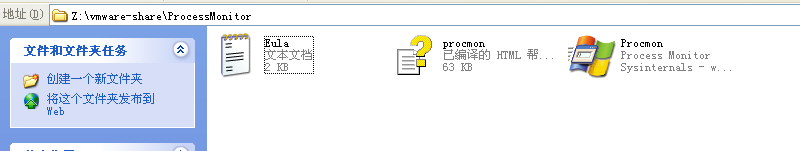 地址(D) Z:\vmware-share\ProcessMonitor
文件和文件夹任务
创建一个新文件夹
将这个文件夹发布到
Web
Eula
文本文档
2 KB
procmon
已编译的 HTML 帮...
63 KB
Procmon
Process Monitor
Sysinternals - w...